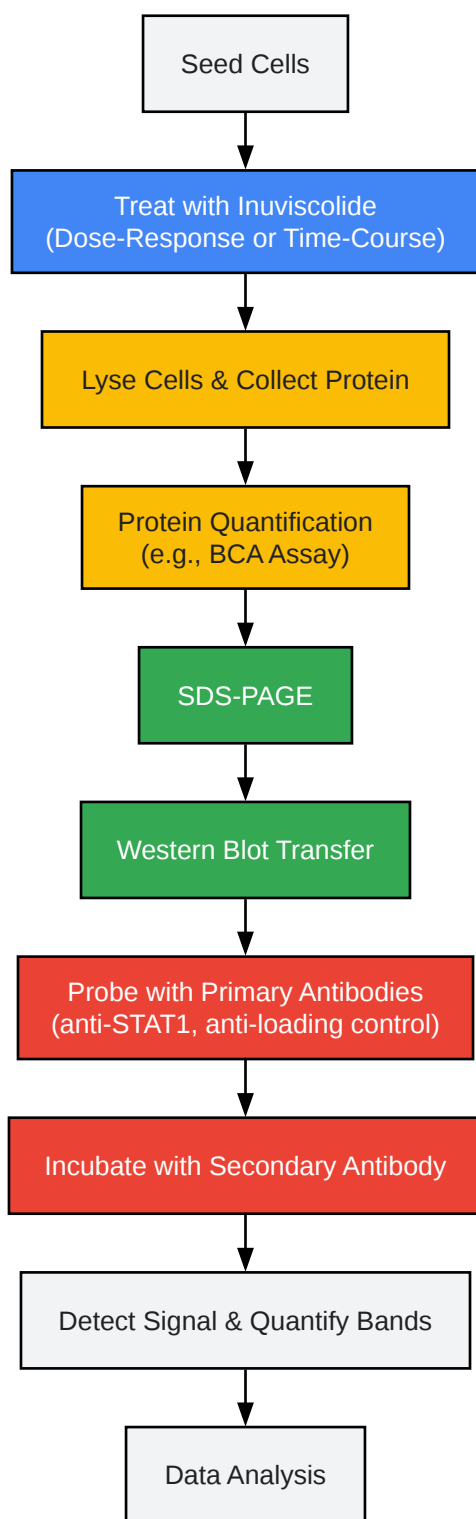 Seed Cells
Treat with Inuviscolide
(Dose-Response or Time-Course)
Lyse Cells & Collect Protein
Protein Quantification
(e.g., BCA Assay)
SDS-PAGE
Western Blot Transfer
Probe with Primary Antibodies
(anti-STAT1, anti-loading control)
Incubate with Secondary Antibody
Detect Signal & Quantify Bands
Data Analysis